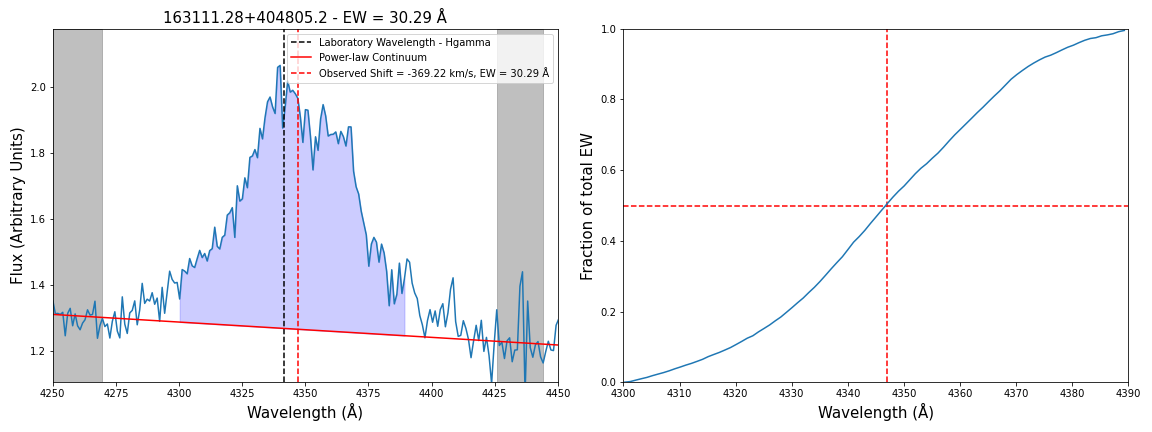 163111.28+404805.2 - EW = 30.29 Å
Laboratory Wavelength - Hgamma
Power-law Continuum
Observed Shift = -369.22 km/s, EW = 30.29 Å
Flux (Arbitrary Units)
2.0
1.8
1.6
1.4
1.2
4250 4275 4300 4325 4350 4375 4400 4425 4450
Wavelength (Å)
Fraction of total EW
1.0
0.8
0.6
0.4
0.2
0.0
4300 4310 4320 4330 4340 4350 4360 4370 4380 4390
Wavelength (Å)